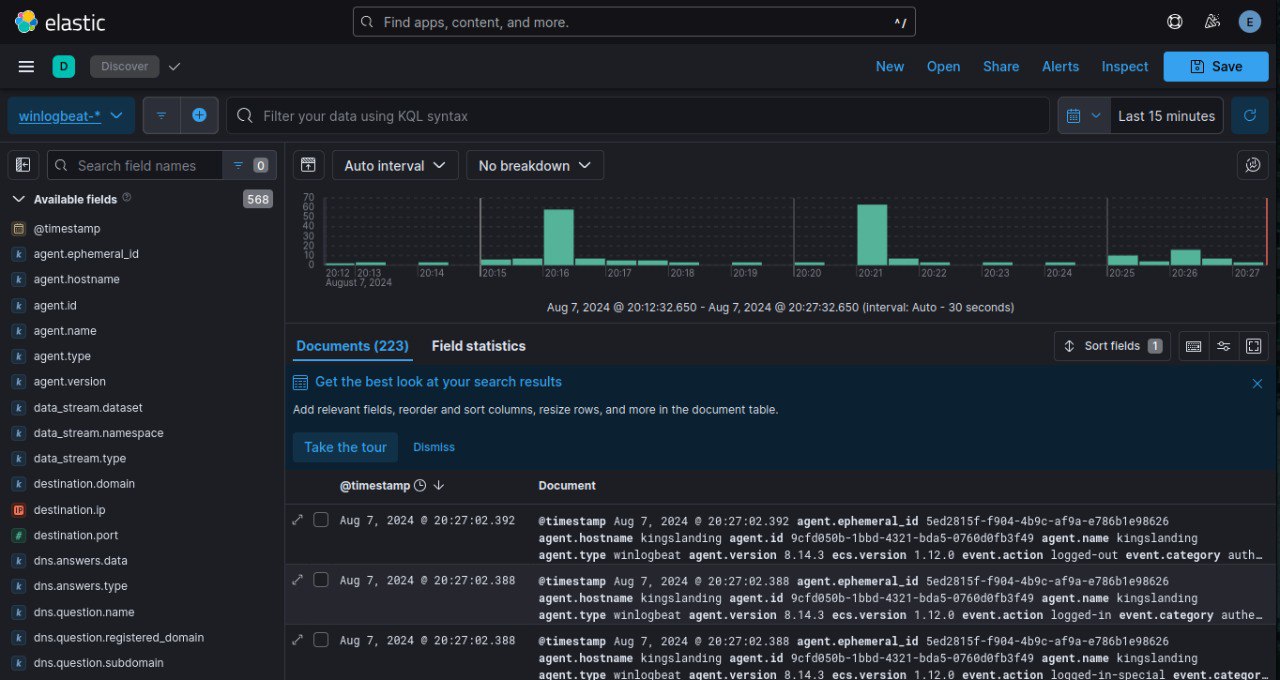 elastic
Find apps, content, and more.
^/
E
D
Discover
New
Open
Share
Alerts
Inspect
Save
winlogbeat-*
Filter your data using KQL syntax
Last 15 minutes
Search field names
0
Auto interval
No breakdown
Available fields
568
@timestamp
agent.ephemeral_id
agent.hostname
agent.id
agent.name
agent.type
agent.version
data_stream.dataset
data_stream.namespace
data_stream.type
destination.domain
destination.ip
destination.port
dns.answers.data
dns.answers.type
dns.question.name
dns.question.registered_domain
dns.question.subdomain
70
60
50
40
30
20
10
0
20:12 20:13 20:14 20:15 20:16 20:17 20:18 20:19 20:20 20:21 20:22 20:23 20:24 20:25 20:26 20:27
August 7, 2024
Aug 7, 2024 @ 20:12:32.650 - Aug 7, 2024 @ 20:27:32.650 (interval: Auto - 30 seconds)
Documents (223)
Field statistics
Sort fields 1
Get the best look at your search results
Add relevant fields, reorder and sort columns, resize rows, and more in the document table.
Take the tour
Dismiss
@timestamp
Document
Aug 7, 2024 @ 20:27:02.392
@timestamp Aug 7, 2024 @ 20:27:02.392 agent.ephemeral_id 5ed2815f-f904-4b9c-af9a-e786b1e98626
agent.hostname kingslanding agent.id 9cfd050b-1bbd-4321-bda5-0760d0fb3f49 agent.name kingslanding
agent.type winlogbeat agent.version 8.14.3 ecs.version 1.12.0 event.action logged-out event.category auth…
Aug 7, 2024 @ 20:27:02.388
@timestamp Aug 7, 2024 @ 20:27:02.388 agent.ephemeral_id 5ed2815f-f904-4b9c-af9a-e786b1e98626
agent.hostname kingslanding agent.id 9cfd050b-1bbd-4321-bda5-0760d0fb3f49 agent.name kingslanding
agent.type winlogbeat agent.version 8.14.3 ecs.version 1.12.0 event.action logged-in event.category authe…
Aug 7, 2024 @ 20:27:02.388
@timestamp Aug 7, 2024 @ 20:27:02.388 agent.ephemeral_id 5ed2815f-f904-4b9c-af9a-e786b1e98626
agent.hostname kingslanding agent.id 9cfd050b-1bbd-4321-bda5-0760d0fb3f49 agent.name kingslanding
agent.type winlogbeat agent.version 8.14.3 ecs.version 1.12.0 event.action logged-in-special event.categor…